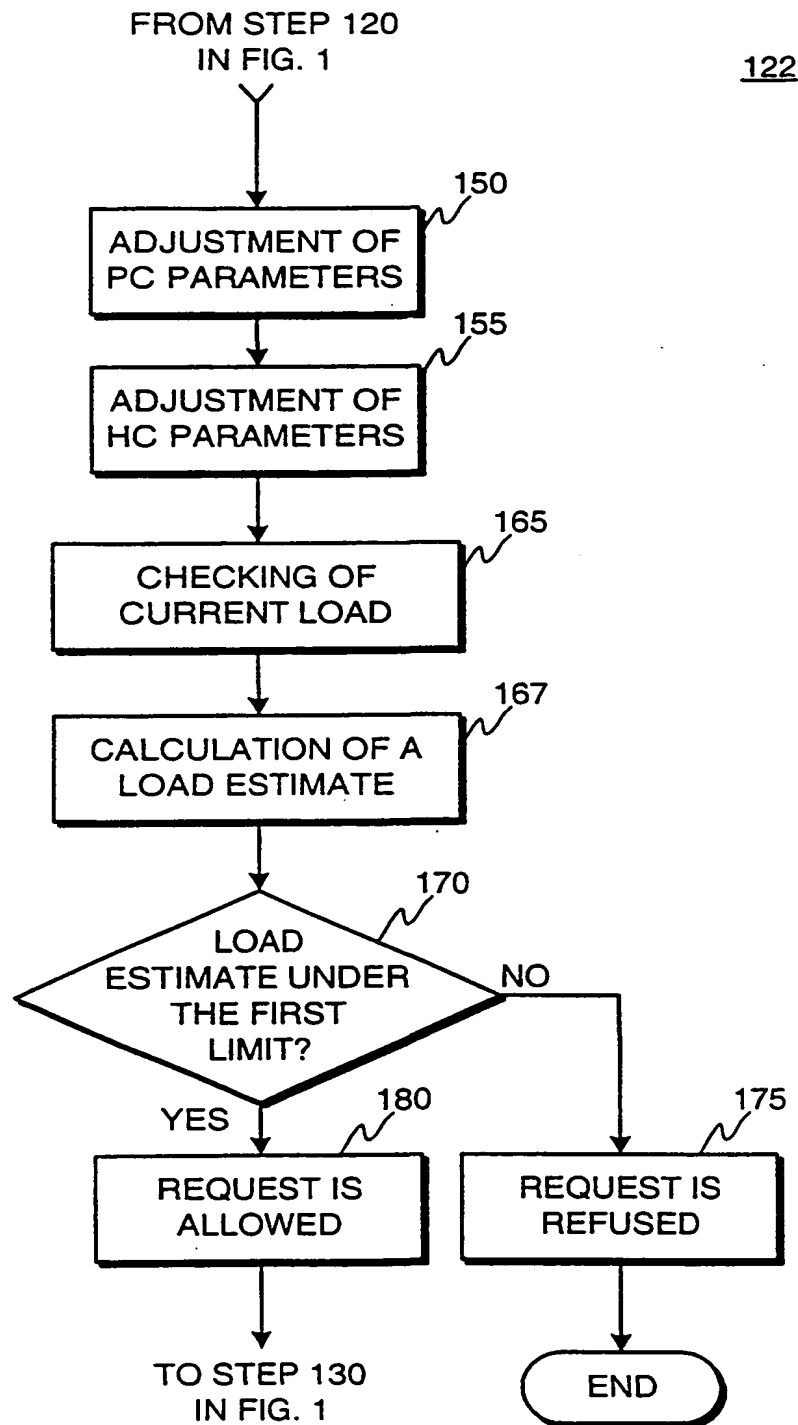 FROM STEP 120
IN FIG. 1
122
150
ADJUSTMENT OF
PC PARAMETERS
155
ADJUSTMENT OF
HC PARAMETERS
165
CHECKING OF
CURRENT LOAD
167
CALCULATION OF A
LOAD ESTIMATE
170
LOAD
ESTIMATE UNDER
THE FIRST
LIMIT?
NO
YES
180
175
REQUEST IS
ALLOWED
REQUEST IS
REFUSED
TO STEP 130
IN FIG. 1
END